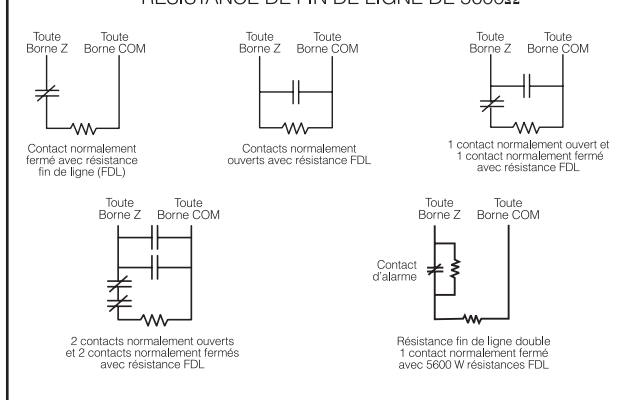 RÉSISTANCE DE FIN DE LIGNE DE 5600Ω
Toute
Borne Z
Toute
Borne COM
Contact normalement
fermé avec résistance
fin de ligne (FDL)
Toute
Borne Z
Toute
Borne COM
Contacts normalement
ouverts avec résistance FDL
Toute
Borne Z
Toute
Borne COM
1 contact normalement ouvert et
1 contact normalement fermé
avec résistance FDL
Toute
Borne Z
Toute
Borne COM
2 contacts normalement ouverts
et 2 contacts normalement fermés
avec résistance FDL
Toute
Borne Z
Toute
Borne COM
Contact
d'alarme
Résistance fin de ligne double
1 contact normalement fermé
avec 5600 W résistances FDL